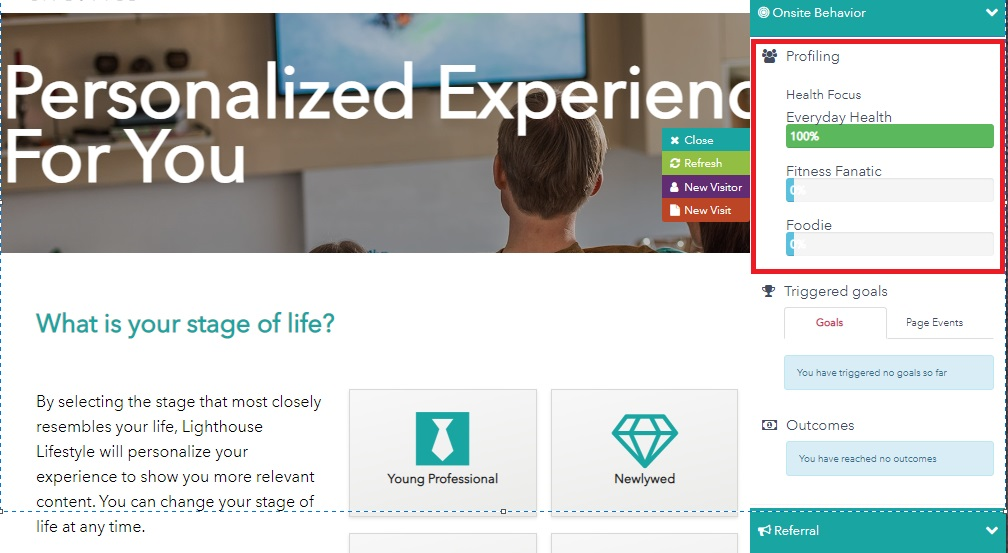 Personalized Experienc
For You
Close
Refresh
New Visitor
New Visit
What is your stage of life?
By selecting the stage that most closely
resembles your life, Lighthouse
Lifestyle will personalize your
experience to show you more relevant
content. You can change your stage of
life at any time.
Young Professional
Newlywed
Onsite Behavior
Profiling
Health Focus
Everyday Health
100%
Fitness Fanatic
0%
Foodie
0%
Triggered goals
Goals
Page Events
You have triggered no goals so far
Outcomes
You have reached no outcomes
Referral